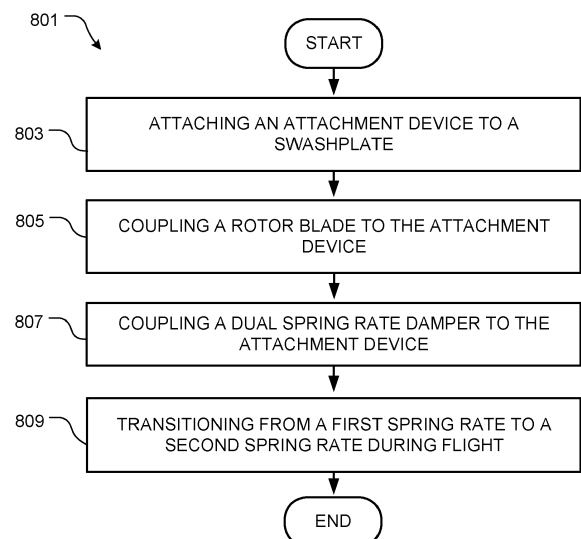 801
START
803
ATTACHING AN ATTACHMENT DEVICE TO A
SWASHPLATE
805
COUPLING A ROTOR BLADE TO THE ATTACHMENT
DEVICE
807
COUPLING A DUAL SPRING RATE DAMPER TO THE
ATTACHMENT DEVICE
809
TRANSITIONING FROM A FIRST SPRING RATE TO A
SECOND SPRING RATE DURING FLIGHT
END